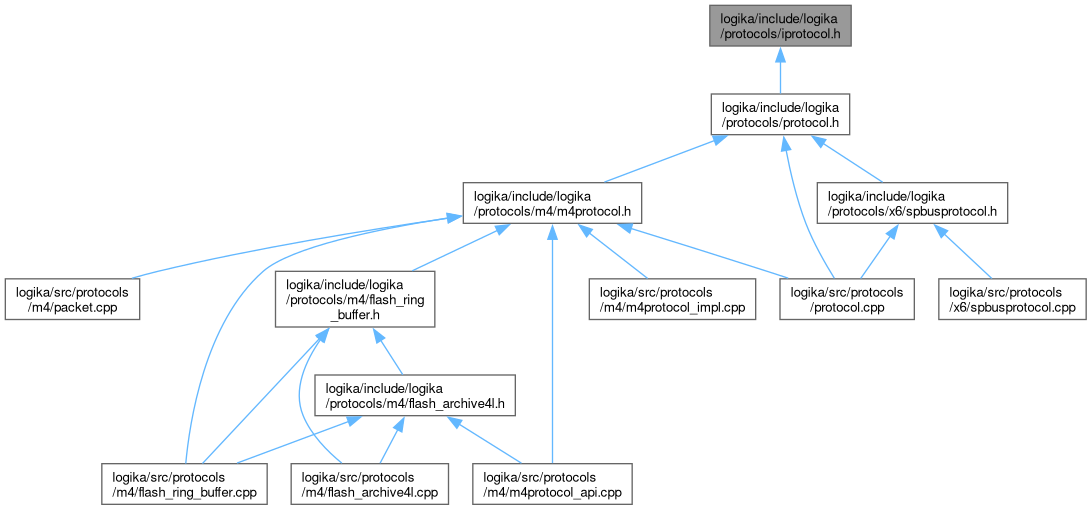 logika/include/logika
/protocols/iprotocol.h
logika/include/logika
/protocols/protocol.h
logika/include/logika
/protocols/m4/m4protocol.h
logika/include/logika
/protocols/x6/spbusprotocol.h
logika/src/protocols
/m4/packet.cpp
logika/include/logika
/protocols/m4/flash_ring
_buffer.h
logika/src/protocols
/m4/m4protocol_impl.cpp
logika/src/protocols
/protocol.cpp
logika/src/protocols
/x6/spbusprotocol.cpp
logika/include/logika
/protocols/m4/flash_archive4l.h
logika/src/protocols
/m4/flash_ring_buffer.cpp
logika/src/protocols
/m4/flash_archive4l.cpp
logika/src/protocols
/m4/m4protocol_api.cpp